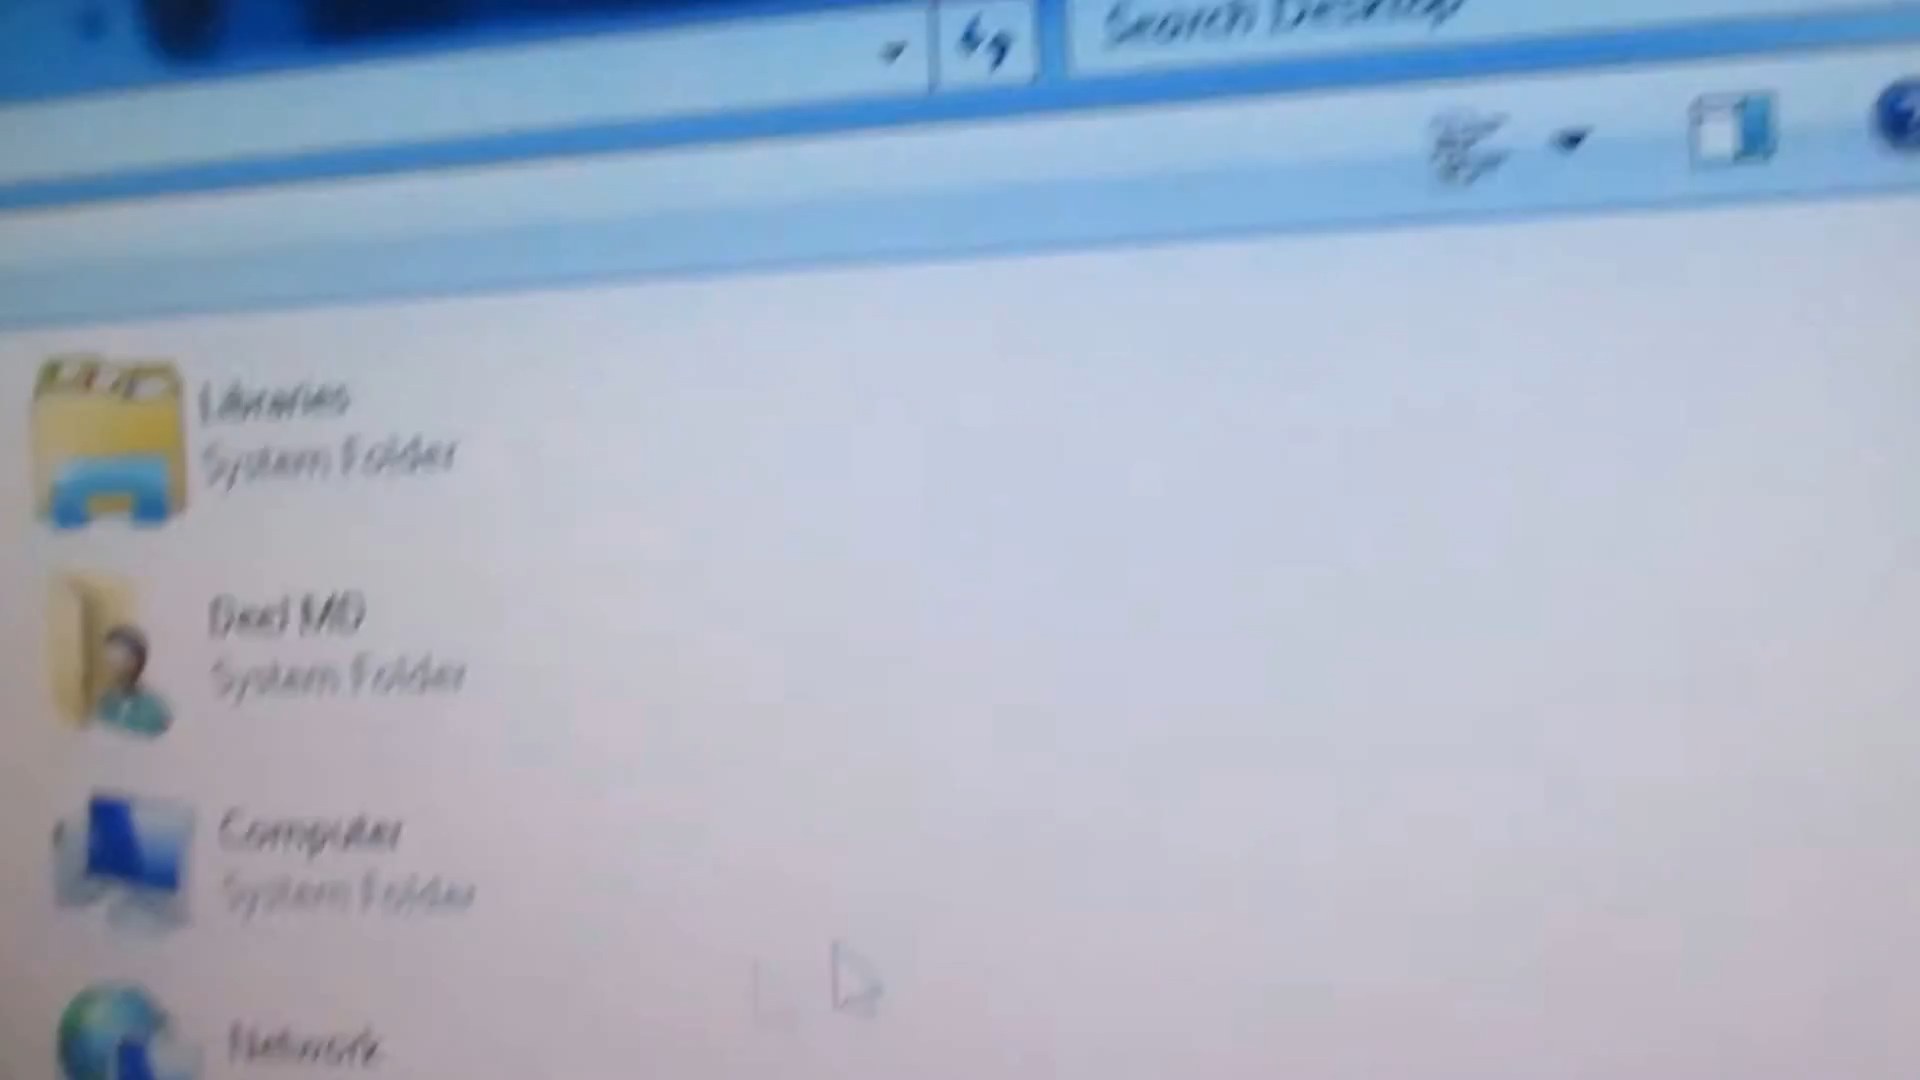 Search Desktop
Libraries
System Folder
System Folder
Computer
System Folder
Network